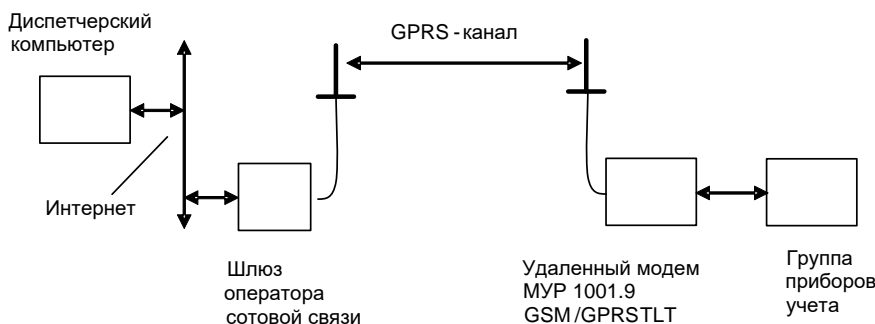 Диспетчерский
компьютер
GPRS - канал
Интернет
Шлюз
оператора
сотовой связи
Удаленный модем
МУР 1001.9
GSM /GPRSTLT
Группа
приборов
учета